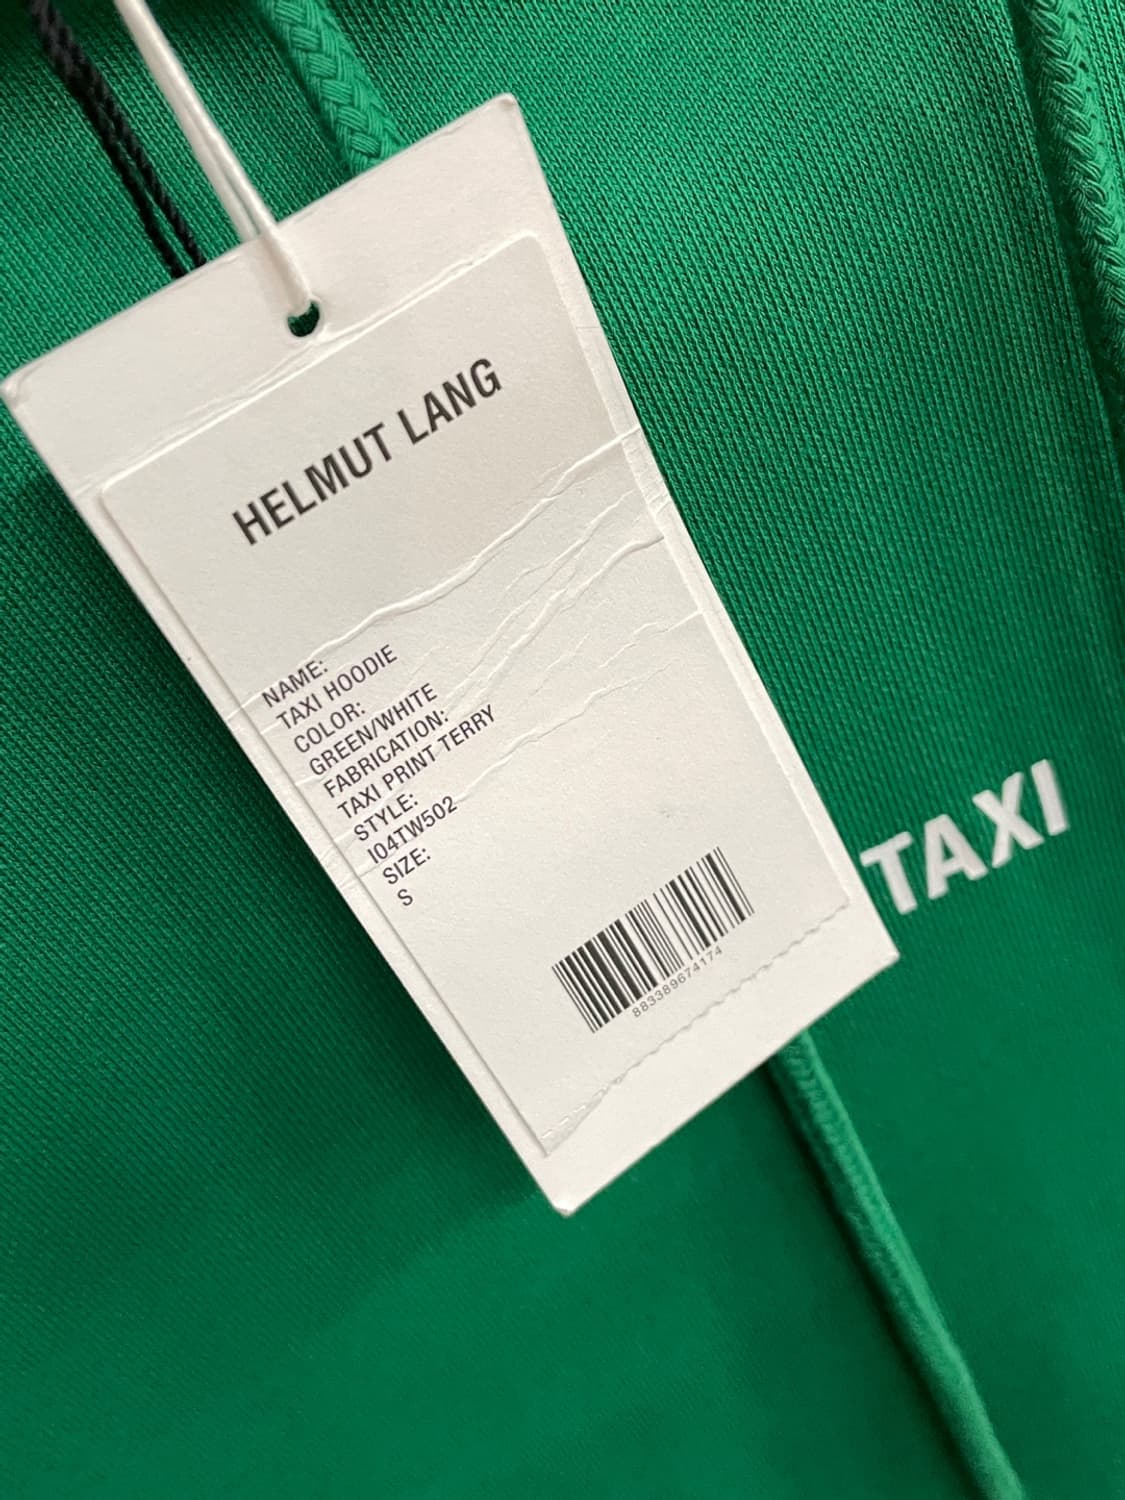 HELMUT LANG
NAME:
TAXI HOODIE
COLOR:
GREEN/WHITE
FABRICATION:
TAXI PRINT TERRY
STYLE:
I04TW502
SIZE:
S
883389674174
TAXI